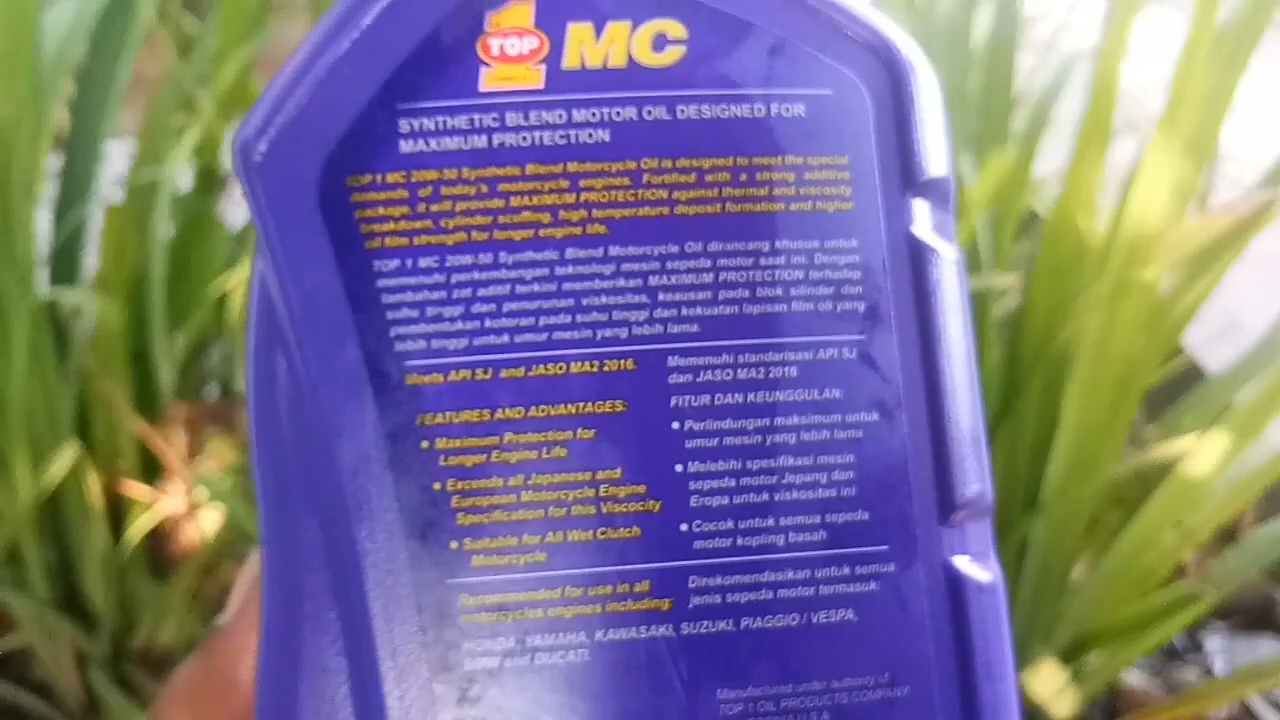 1
TOP
MC
SYNTHETIC BLEND MOTOR OIL DESIGNED FOR
MAXIMUM PROTECTION
TOP 1 MC 20W-50 Synthetic Blend Motorcycle Oil is designed to meet the special
demands of today's motorcycle engines. Fortified with a strong additive
package, it will provide MAXIMUM PROTECTION against thermal and viscosity
breakdown, cylinder scuffing, high temperature deposit formation and higher
oil film strength for longer engine life.
TOP 1 MC 20W-50 Synthetic Blend Motorcycle Oil dirancang khusus untuk
memenuhi perkembangan teknologi mesin sepeda motor saat ini. Dengan
tambahan zat aditif terkini memberikan MAXIMUM PROTECTION terhadap
suhu tinggi dan penurunan viskositas, keausan pada blok silinder dan
pembentukan kotoran pada suhu tinggi dan kekuatan lapisan film oli yang
lebih tinggi untuk umur mesin yang lebih lama.
Meets API SJ and JASO MA2 2016.
FEATURES AND ADVANTAGES:
• Maximum Protection for
Longer Engine Life
• Exceeds all Japanese and
European Motorcycle Engine
Specification for this Viscocity
• Suitable for All Wet Clutch
Motorcycle
Memenuhi standarisasi API SJ
dan JASO MA2 2016
FITUR DAN KEUNGGULAN:
• Perlindungan maksimum untuk
umur mesin yang lebih lama
• Melebihi spesifikasi mesin
sepeda motor Jepang dan
Eropa untuk viskositas ini
• Cocok untuk semua sepeda
motor kopling basah
Recommended for use in all
motorcycles engines including:
Direkomendasikan untuk semua
jenis sepeda motor termasuk:
HONDA, YAMAHA, KAWASAKI, SUZUKI, PIAGGIO / VESPA,
BMW and DUCATI.
Manufactured under authority of
TOP 1 OIL PRODUCTS COMPANY
U.S.A